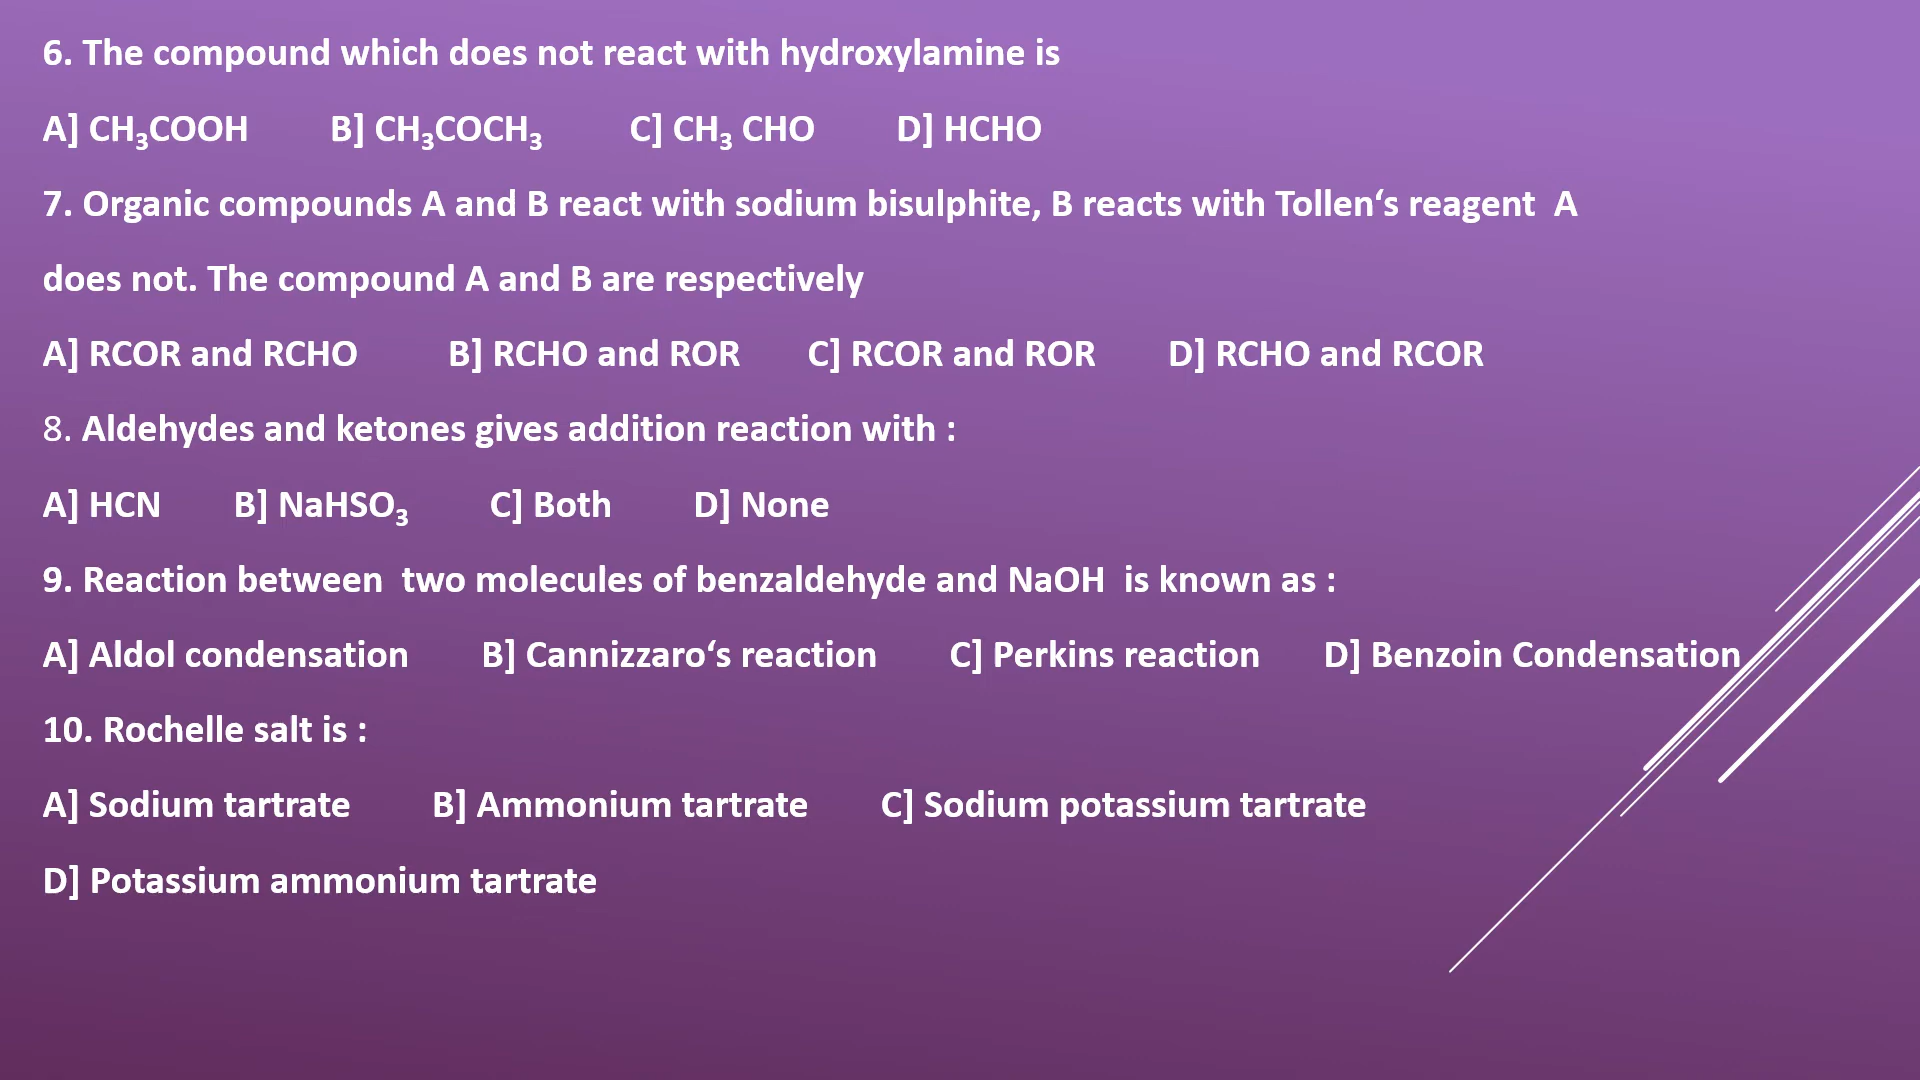 6. The compound which does not react with hydroxylamine is
A] CH₃COOH B] CH₃COCH₃ C] CH₃ CHO D] HCHO
7. Organic compounds A and B react with sodium bisulphite, B reacts with Tollen‘s reagent A
does not. The compound A and B are respectively
A] RCOR and RCHO B] RCHO and ROR C] RCOR and ROR D] RCHO and RCOR
8. Aldehydes and ketones gives addition reaction with :
A] HCN B] NaHSO₃ C] Both D] None
9. Reaction between two molecules of benzaldehyde and NaOH is known as :
A] Aldol condensation B] Cannizzaro‘s reaction C] Perkins reaction D] Benzoin Condensation
10. Rochelle salt is :
A] Sodium tartrate B] Ammonium tartrate C] Sodium potassium tartrate
D] Potassium ammonium tartrate